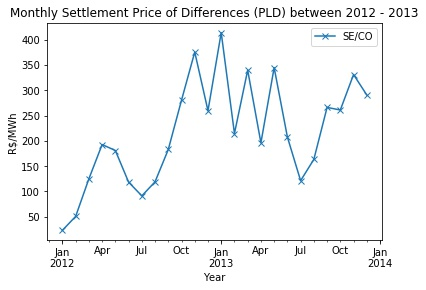 Monthly Settlement Price of Differences (PLD) between 2012 - 2013
SE/CO
R$/MWh
400
350
300
250
200
150
100
50
Jan Apr Jul Oct Jan Apr Jul Oct Jan
2012 2013 2014
Year